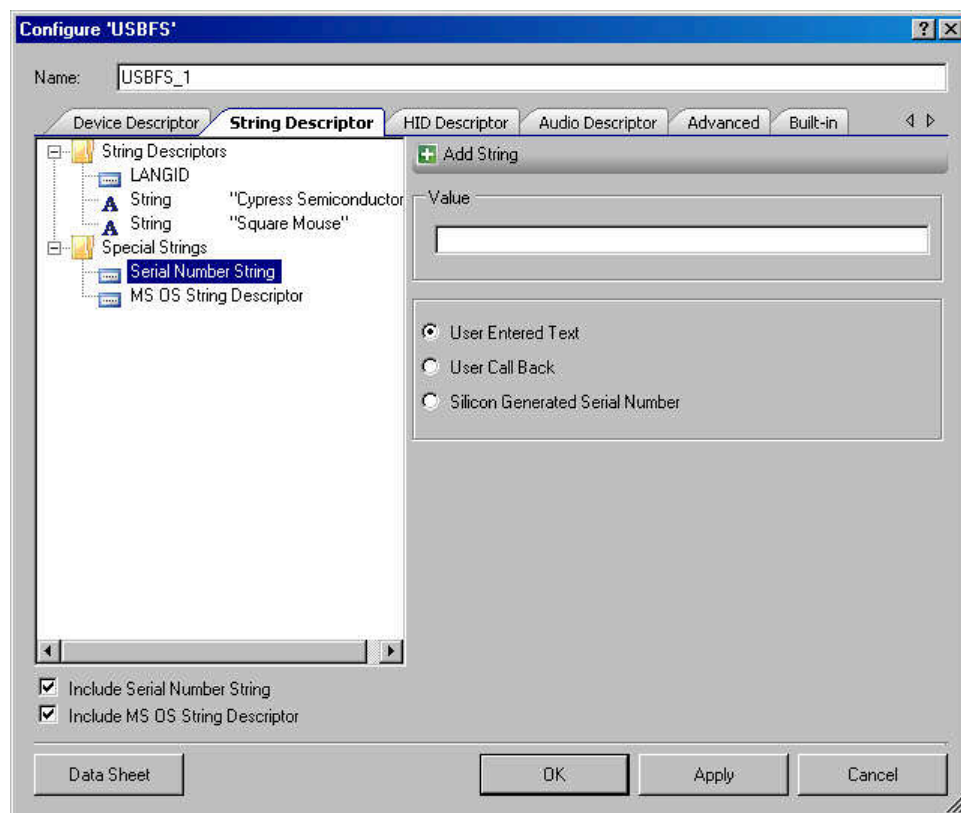 Configure 'USBFS'
Name: USBFS_1
Device Descriptor String Descriptor HID Descriptor Audio Descriptor Advanced Built-in
String Descriptors
LANGID
String "Cypress Semiconductor
String "Square Mouse"
Special Strings
Serial Number String
MS OS String Descriptor
Add String
Value
User Entered Text
User Call Back
Silicon Generated Serial Number
Include Serial Number String
Include MS OS String Descriptor
Data Sheet OK Apply Cancel